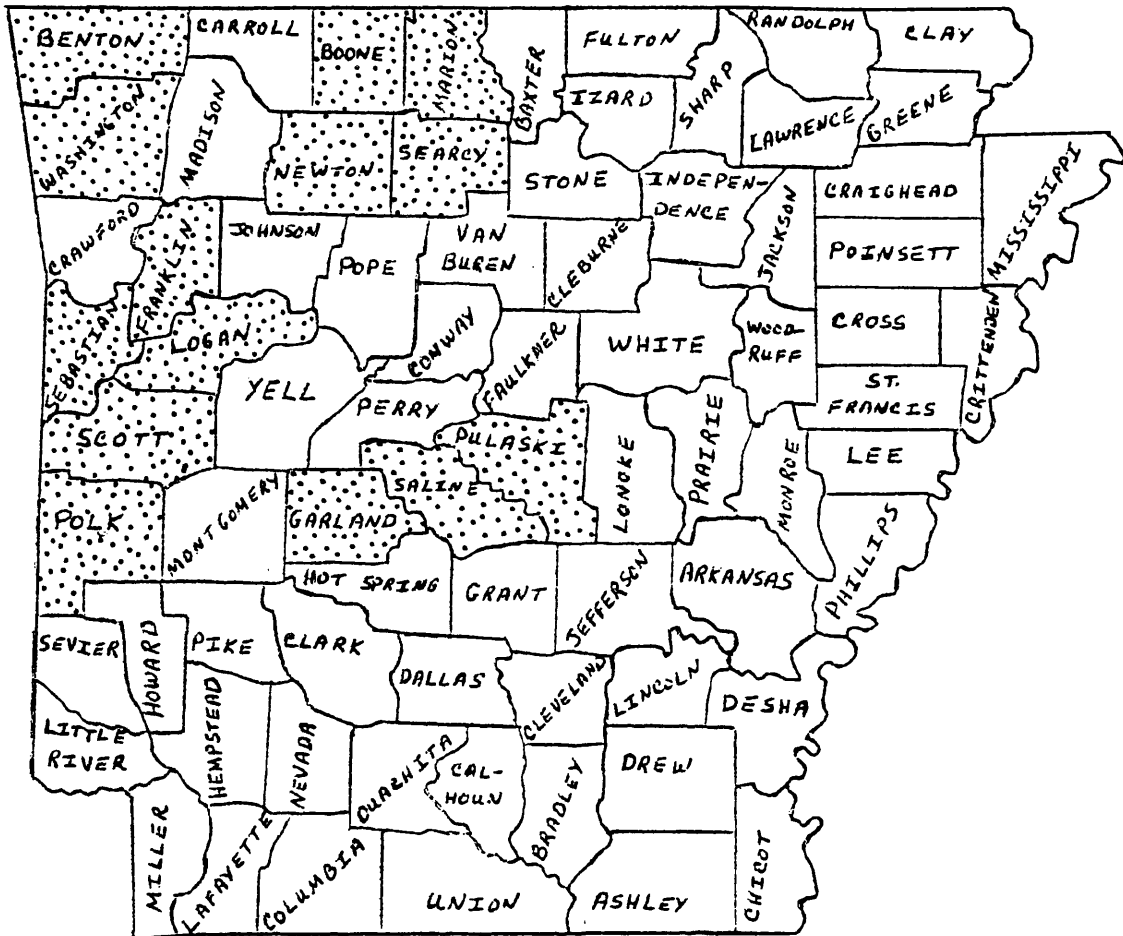 BENTON
CARROLL
BOONE
MARION
BAXTER
FULTON
RANDOLPH
CLAY
SHARP
IZARD
LAWRENCE
GREENE
WASHINGTON
MADISON
NEWTON
SEARCY
STONE
INDEPEN-
DENCE
JACKSON
CRAIGHEAD
MISSISSIPPI
CRAWFORD
FRANKLIN
JOHNSON
POPE
VAN
BUREN
CLEBURNE
POINSETT
SEBASTIAN
LOGAN
CONWAY
FAULKNER
WHITE
WOOD-
RUFF
CROSS
CRITTENDEN
YELL
PERRY
ST.
FRANCIS
SCOTT
PULASKI
LONOKE
PRAIRIE
MONROE
LEE
SALINE
POLK
MONTGOMERY
GARLAND
PHILLIPS
HOT SPRING
GRANT
JEFFERSON
ARKANSAS
SEVIER
HOWARD
PIKE
CLARK
DALLAS
CLEVELAND
LINCOLN
DESHA
LITTLE
RIVER
HEMPSTEAD
NEVADA
OUACHITA
CAL-
HOUN
BRADLEY
DREW
MILLER
LAFAYETTE
COLUMBIA
UNION
ASHLEY
CHICOT